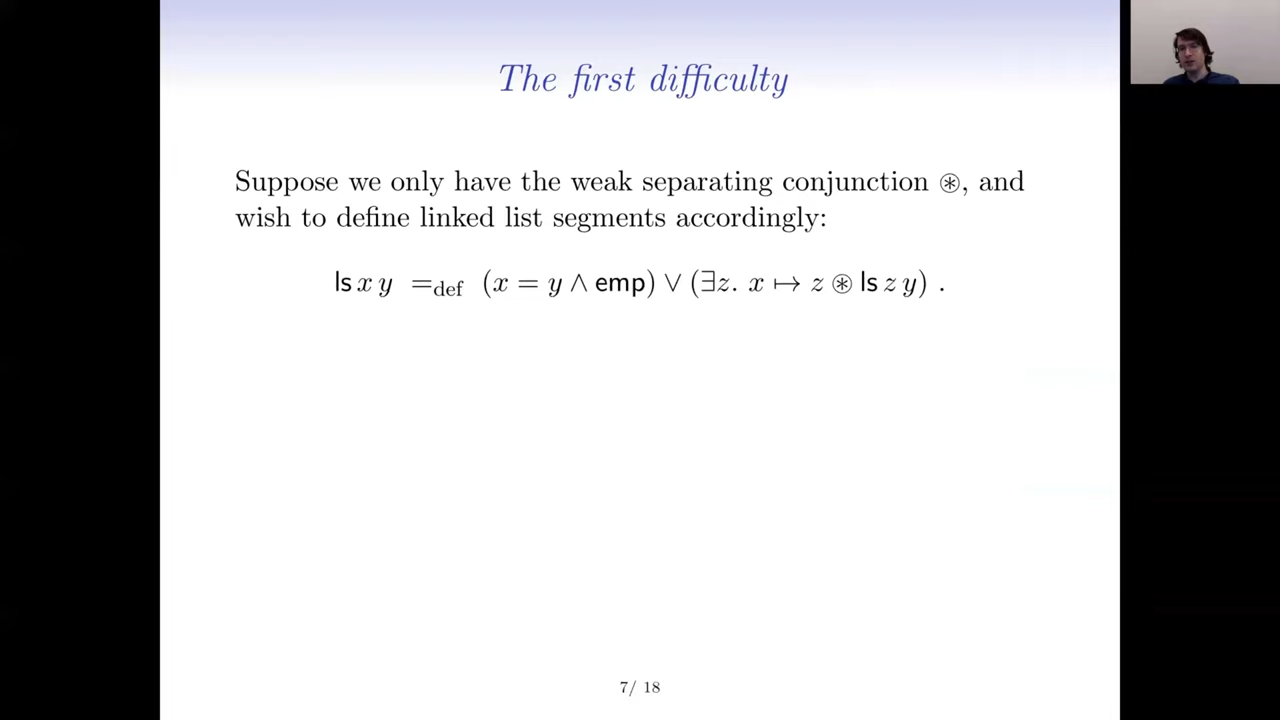 The first difficulty
Suppose we only have the weak separating conjunction ⊛, and
wish to define linked list segments accordingly:
ls x y =def (x = y ∧ emp) ∨ (∃z. x ↦ z ⊛ ls z y) .
7/ 18